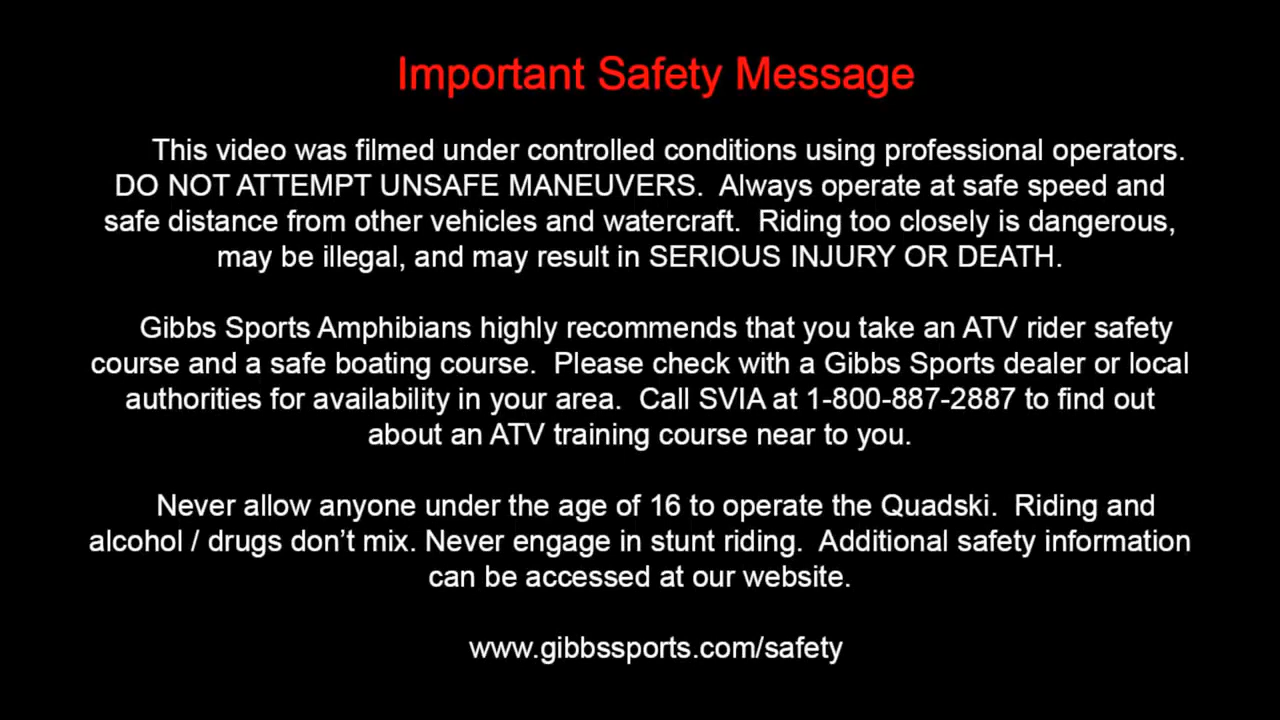 Important Safety Message
This video was filmed under controlled conditions using professional operators.
DO NOT ATTEMPT UNSAFE MANEUVERS.  Always operate at safe speed and
safe distance from other vehicles and watercraft.  Riding too closely is dangerous,
may be illegal, and may result in SERIOUS INJURY OR DEATH.
Gibbs Sports Amphibians highly recommends that you take an ATV rider safety
course and a safe boating course.  Please check with a Gibbs Sports dealer or local
authorities for availability in your area.  Call SVIA at 1-800-887-2887 to find out
about an ATV training course near to you.
Never allow anyone under the age of 16 to operate the Quadski.  Riding and
alcohol / drugs don’t mix. Never engage in stunt riding.  Additional safety information
can be accessed at our website.
www.gibbssports.com/safety